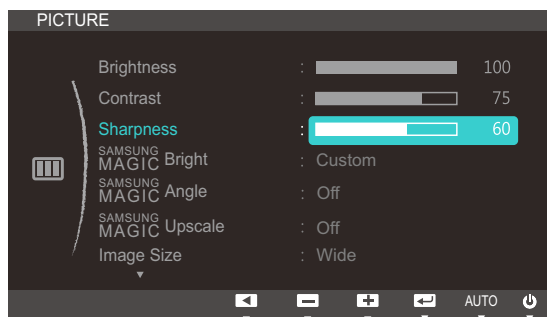 PICTURE
Brightness : 100
Contrast : 75
Sharpness : 60
SAMSUNG MAGIC Bright : Custom
SAMSUNG MAGIC Angle : Off
SAMSUNG MAGIC Upscale : Off
Image Size : Wide
AUTO